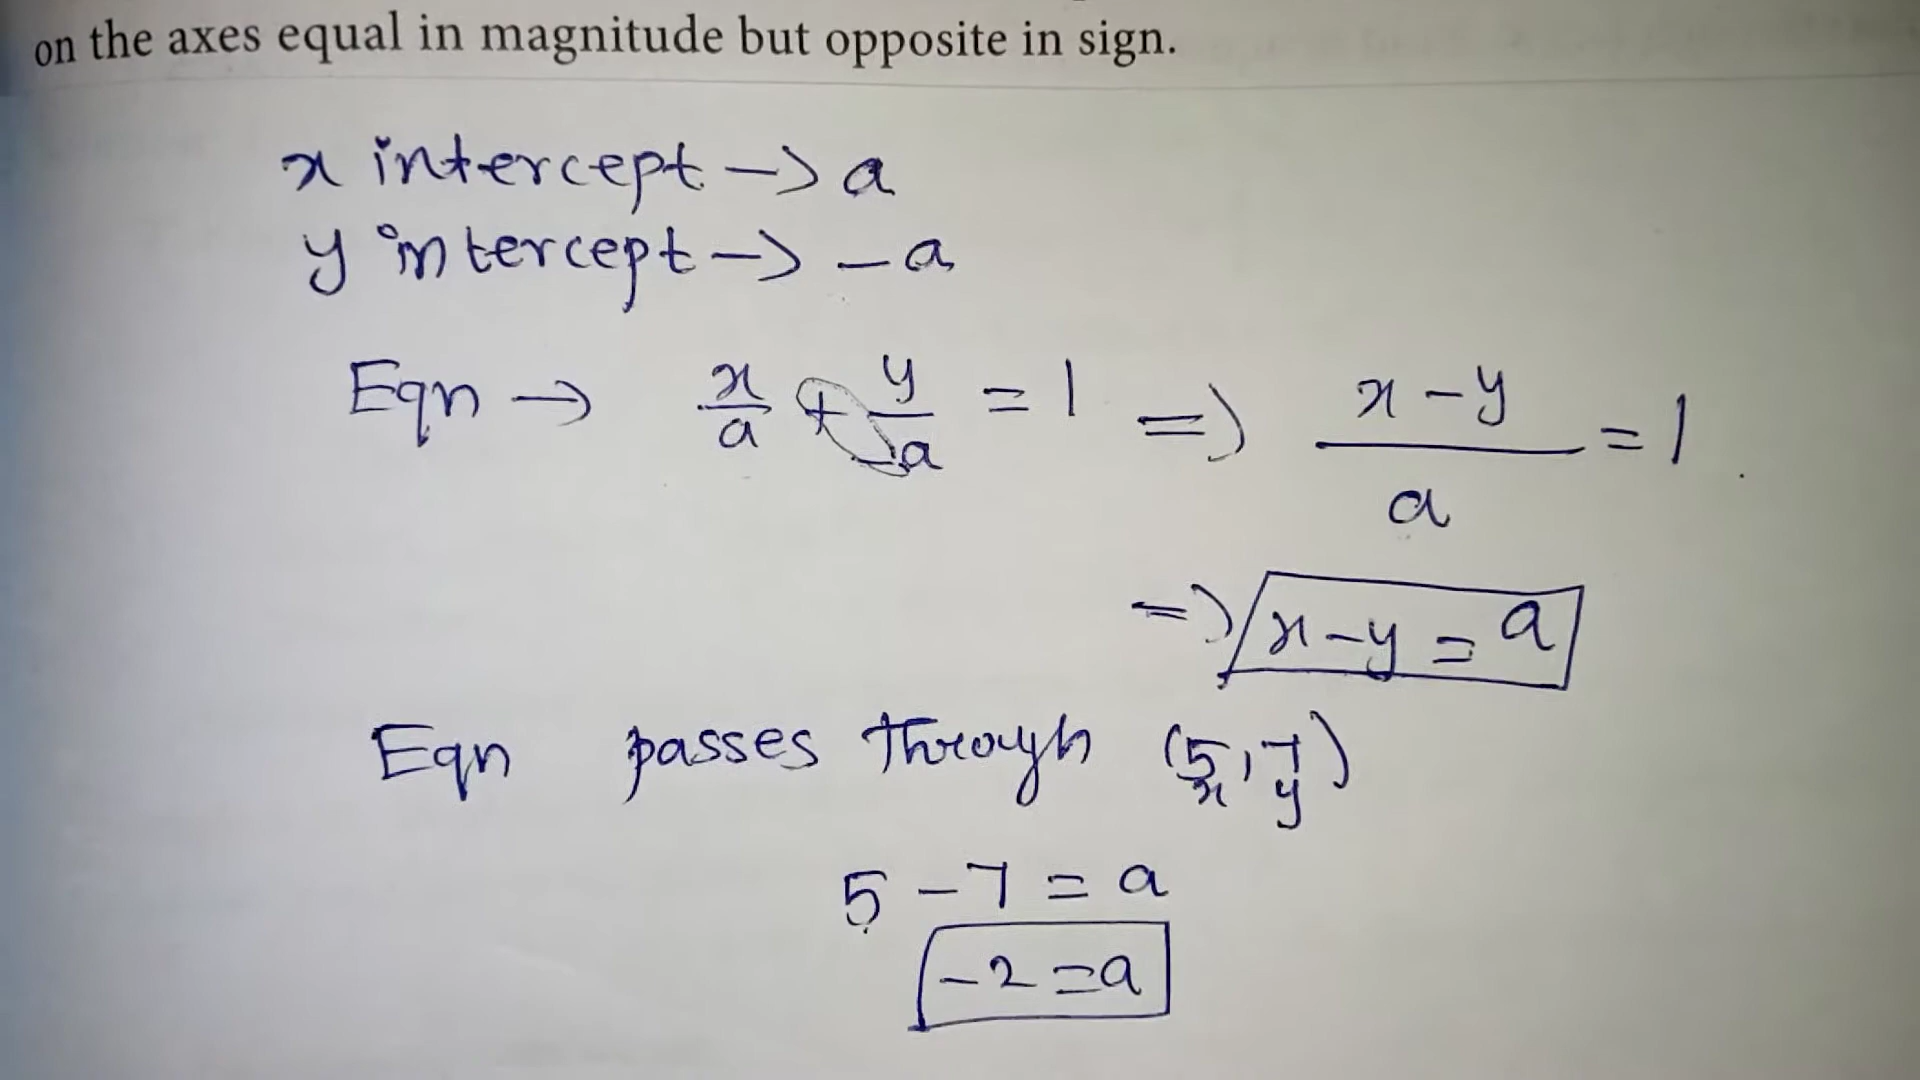 on the axes equal in magnitude but opposite in sign.
x intercept -> a
y intercept -> -a
Eqn -> x/a + y/-a = 1 => x-y/a = 1
=> x-y = a
Eqn passes through (5, 7)
x y
5 - 7 = a
-2 = a